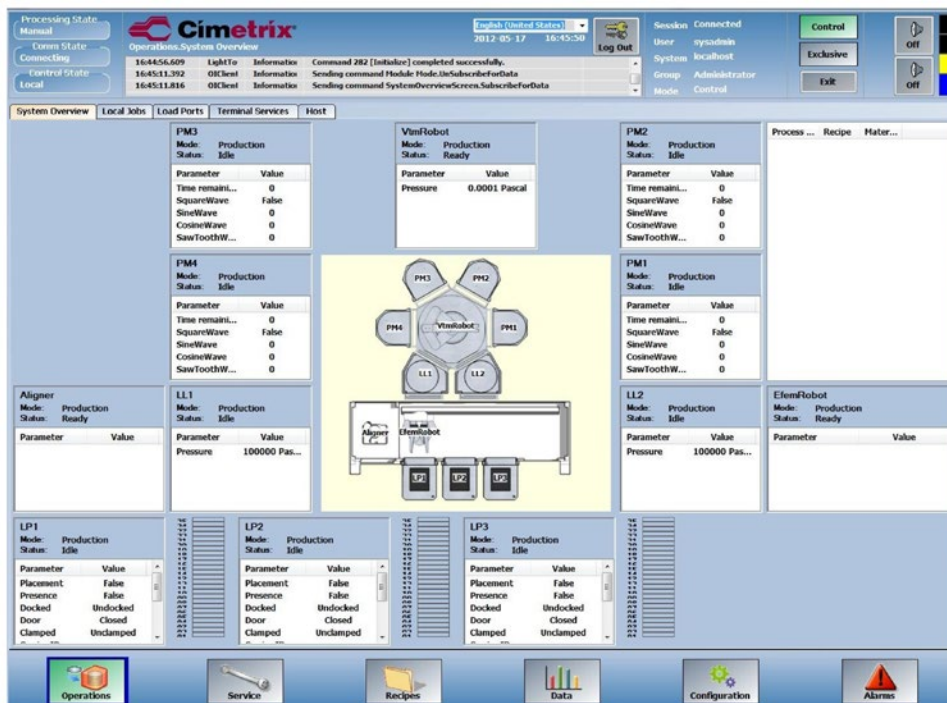 Processing State
Manual
Comm State
Connecting
Control State
Local
Cimetrix
Operations.System Overview
English (United States)
2012-05-17 16:45:50
Log Out
Session Connected
User sysadmin
System localhost
Group Administrator
Mode Control
Control
Exclusive
Exit
Off
Off
16:44:56.609 LightTo Informatio Command 282 [Initialize] completed successfully.
16:45:11.392 OIClient Informatio Sending command Module Mode.UnSubscribeForData
16:45:11.816 OIClient Informatio Sending command SystemOverviewScreen.SubscribeForData
System Overview Local Jobs Load Ports Terminal Services Host
PM3
Mode: Production
Status: Idle
Parameter Value
Time remaini... 0
SquareWave False
SineWave 0
CosineWave 0
SawToothW... 0
VtmRobot
Mode: Production
Status: Ready
Parameter Value
Pressure 0.0001 Pascal
PM2
Mode: Production
Status: Idle
Parameter Value
Time remaini... 0
SquareWave False
SineWave 0
CosineWave 0
SawToothW... 0
Process ... Recipe Mater...
PM4
Mode: Production
Status: Idle
Parameter Value
Time remaini... 0
SquareWave False
SineWave 0
CosineWave 0
SawToothW... 0
PM3 PM2
PM4 VtmRobot PM1
LL1 LL2
Aligner EfemRobot
LP1 LP2 LP3
PM1
Mode: Production
Status: Idle
Parameter Value
Time remaini... 0
SquareWave False
SineWave 0
CosineWave 0
SawToothW... 0
Aligner
Mode: Production
Status: Ready
Parameter Value
LL1
Mode: Production
Status: Idle
Parameter Value
Pressure 100000 Pas...
LL2
Mode: Production
Status: Idle
Parameter Value
Pressure 100000 Pas...
EfemRobot
Mode: Production
Status: Ready
Parameter Value
LP1
Mode: Production
Status: Idle
Parameter Value
Placement False
Presence False
Docked Undocked
Door Closed
Clamped Unclamped
LP2
Mode: Production
Status: Idle
Parameter Value
Placement False
Presence False
Docked Undocked
Door Closed
Clamped Unclamped
LP3
Mode: Production
Status: Idle
Parameter Value
Placement False
Presence False
Docked Undocked
Door Closed
Clamped Unclamped
Operations Service Recipes Data Configuration Alarms